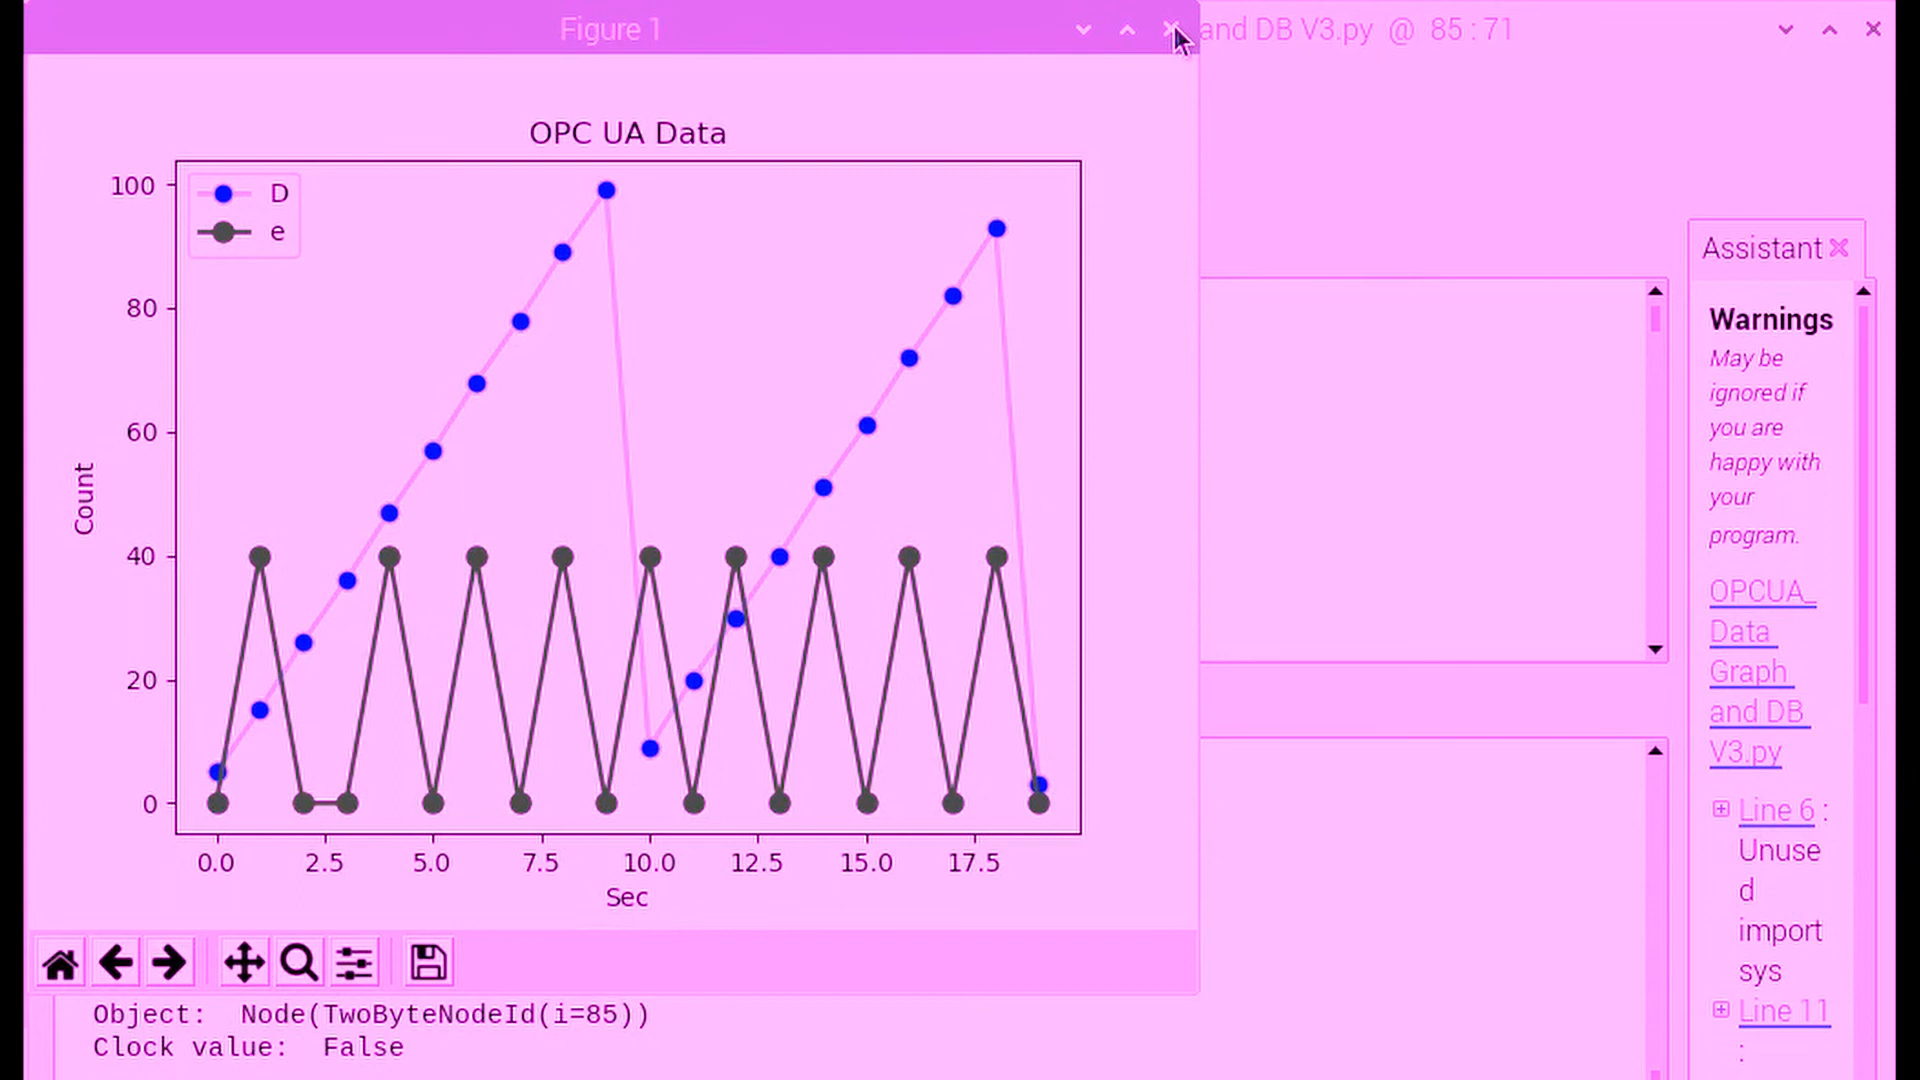 Figure 1
and DB V3.py @ 85 : 71
OPC UA Data
D
e
100
80
60
40
20
0
Count
0.0 2.5 5.0 7.5 10.0 12.5 15.0 17.5
Sec
Object: Node(TwoByteNodeId(i=85))
Clock value: False
Assistant
Warnings
May be
ignored if
you are
happy with
your
program.
OPCUA_
Data
Graph
and DB
V3.py
Line 6 :
Unuse
d
import
sys
Line 11
: